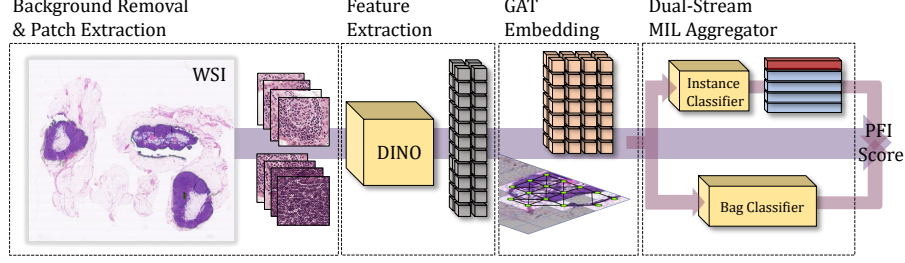 Background Removal
& Patch Extraction
Feature
Extraction
GAT
Embedding
Dual-Stream
MIL Aggregator
WSI
DINO
Instance
Classifier
Bag Classifier
PFI
Score